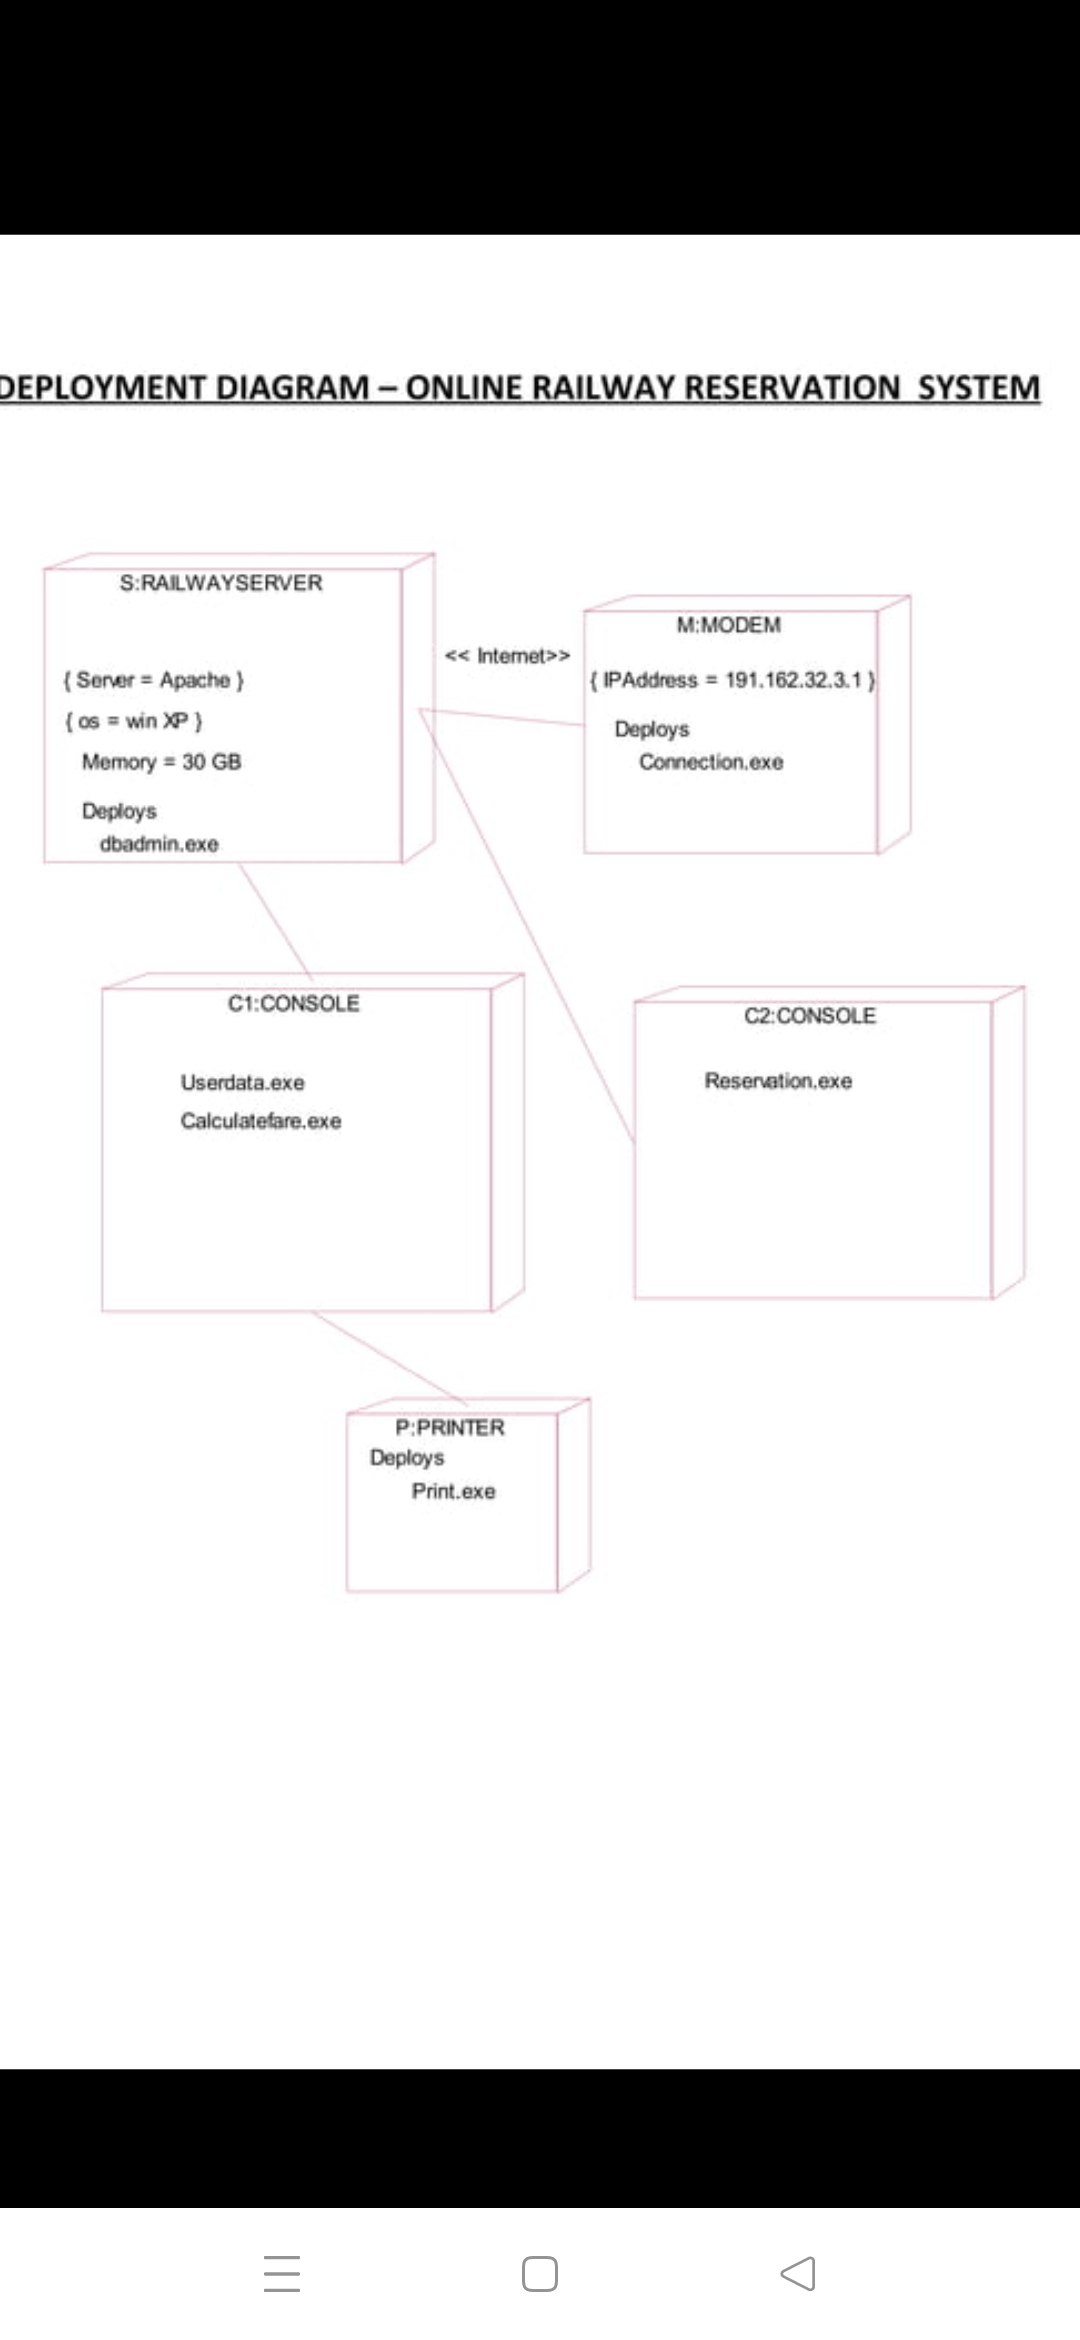 DEPLOYMENT DIAGRAM – ONLINE RAILWAY RESERVATION SYSTEM
S:RAILWAYSERVER
{ Server = Apache }
{ os = win XP }
Memory = 30 GB
Deploys
dbadmin.exe
<< Internet>>
M:MODEM
{ IPAddress = 191.162.32.3.1 }
Deploys
Connection.exe
C1:CONSOLE
Userdata.exe
Calculatefare.exe
C2:CONSOLE
Reservation.exe
P:PRINTER
Deploys
Print.exe